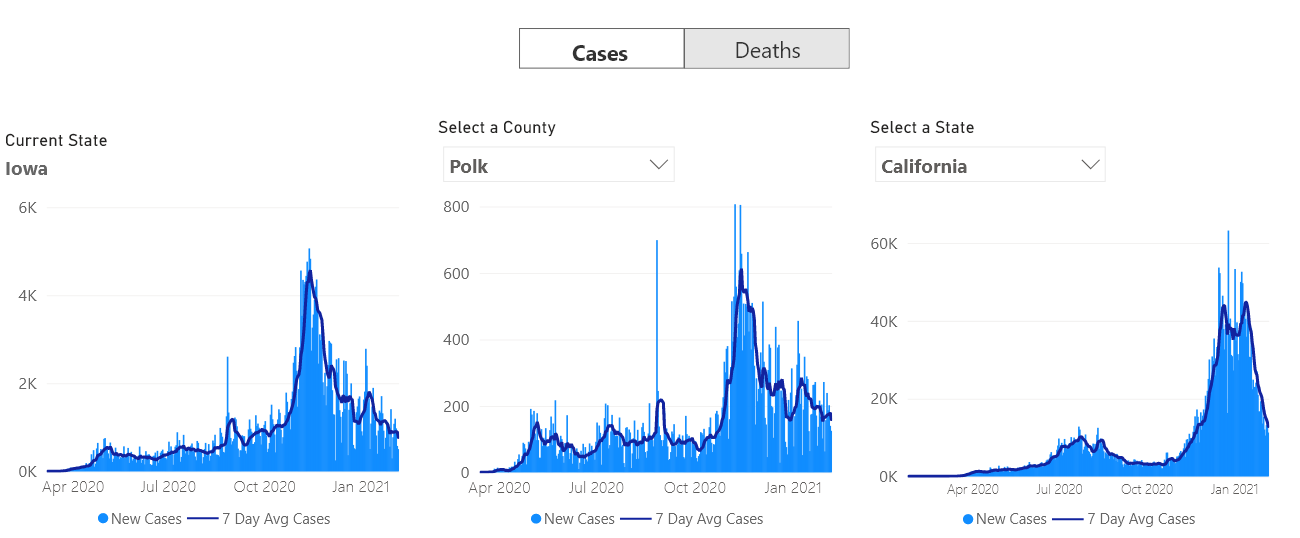 Cases
Deaths
Current State
Iowa
6K
4K
2K
0K
Apr 2020
Jul 2020
Oct 2020
Jan 2021
New Cases
7 Day Avg Cases
Select a County
Polk
800
600
400
200
0
Apr 2020
Jul 2020
Oct 2020
Jan 2021
New Cases
7 Day Avg Cases
Select a State
California
60K
40K
20K
0K
Apr 2020
Jul 2020
Oct 2020
Jan 2021
New Cases
7 Day Avg Cases